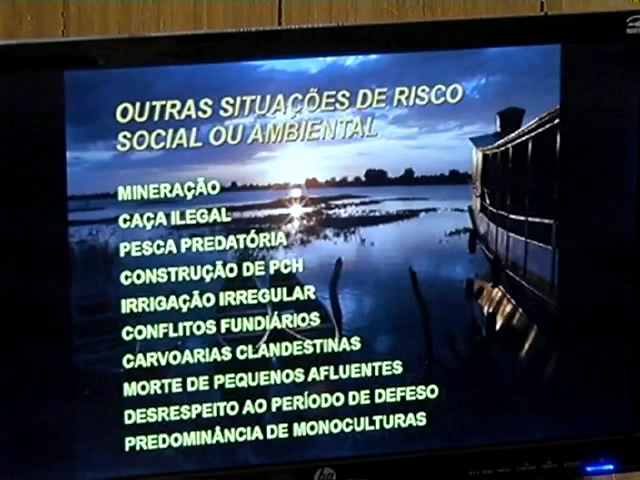 OUTRAS SITUAÇÕES DE RISCO
SOCIAL OU AMBIENTAL
MINERAÇÃO
CAÇA ILEGAL
PESCA PREDATÓRIA
CONSTRUÇÃO DE PCH
IRRIGAÇÃO IRREGULAR
CONFLITOS FUNDIÁRIOS
CARVOARIAS CLANDESTINAS
MORTE DE PEQUENOS AFLUENTES
DESRESPEITO AO PERÍODO DE DEFESO
PREDOMINÂNCIA DE MONOCULTURAS
hp